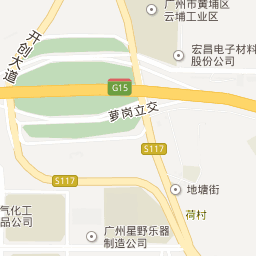 广州市黄埔区
云埔工业区
开创大道
宏昌电子材料
股份公司
G15
萝岗立交
S117
S117
地塘街
荷村
气化工
品公司
广州星野乐器
制造公司